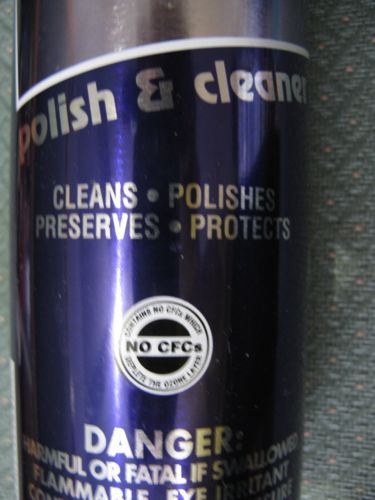 polish & cleaner
CLEANS • POLISHES
PRESERVES • PROTECTS
CONTAINS NO CFCs WHICH
NO CFCs
DEPLETE THE OZONE LAYER
DANGER:
HARMFUL OR FATAL IF SWALLOWED
FLAMMABLE. EYE IRRITANT